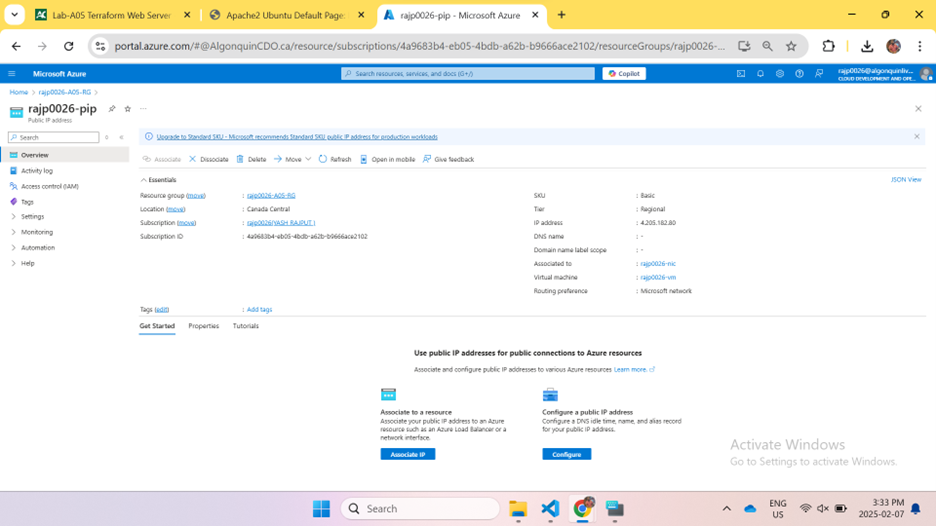 Lab-A05 Terraform Web Server
Apache2 Ubuntu Default Page:
rajp0026-pip - Microsoft Azure
portal.azure.com/#@AlgonquinCDO.ca/resource/subscriptions/4a9683b4-eb05-4bdb-a62b-b9666ace2102/resourceGroups/rajp0026-...
Microsoft Azure
Search resources, services, and docs (G+/)
Copilot
rajp0026@algonquinliv...
CLOUD DEVELOPMENT AND OPE...
Home > rajp0026-A05-RG >
rajp0026-pip
Public IP address
Search
Overview
Activity log
Access control (IAM)
Tags
Settings
Monitoring
Automation
Help
Upgrade to Standard SKU - Microsoft recommends Standard SKU public IP address for production workloads
Associate
Dissociate
Delete
Move
Refresh
Open in mobile
Give feedback
Essentials
JSON View
Resource group (move) : rajp0026-A05-RG
Location (move) : Canada Central
Subscription (move) : rajp0026(YASH RAJPUT )
Subscription ID : 4a9683b4-eb05-4bdb-a62b-b9666ace2102
SKU : Basic
Tier : Regional
IP address : 4.205.182.80
DNS name : -
Domain name label scope : -
Associated to : rajp0026-nic
Virtual machine : rajp0026-vm
Routing preference : Microsoft network
Tags (edit) : Add tags
Get Started
Properties
Tutorials
Use public IP addresses for public connections to Azure resources
Associate and configure public IP addresses to various Azure resources Learn more.
Associate to a resource
Associate your public IP address to an Azure
resource such as an Azure Load Balancer or a
network interface.
Associate IP
Configure a public IP address
Configure a DNS idle time, name, and alias record
for your public IP address.
Configure
Activate Windows
Go to Settings to activate Windows.
Search
ENG
US
3:33 PM
2025-02-07